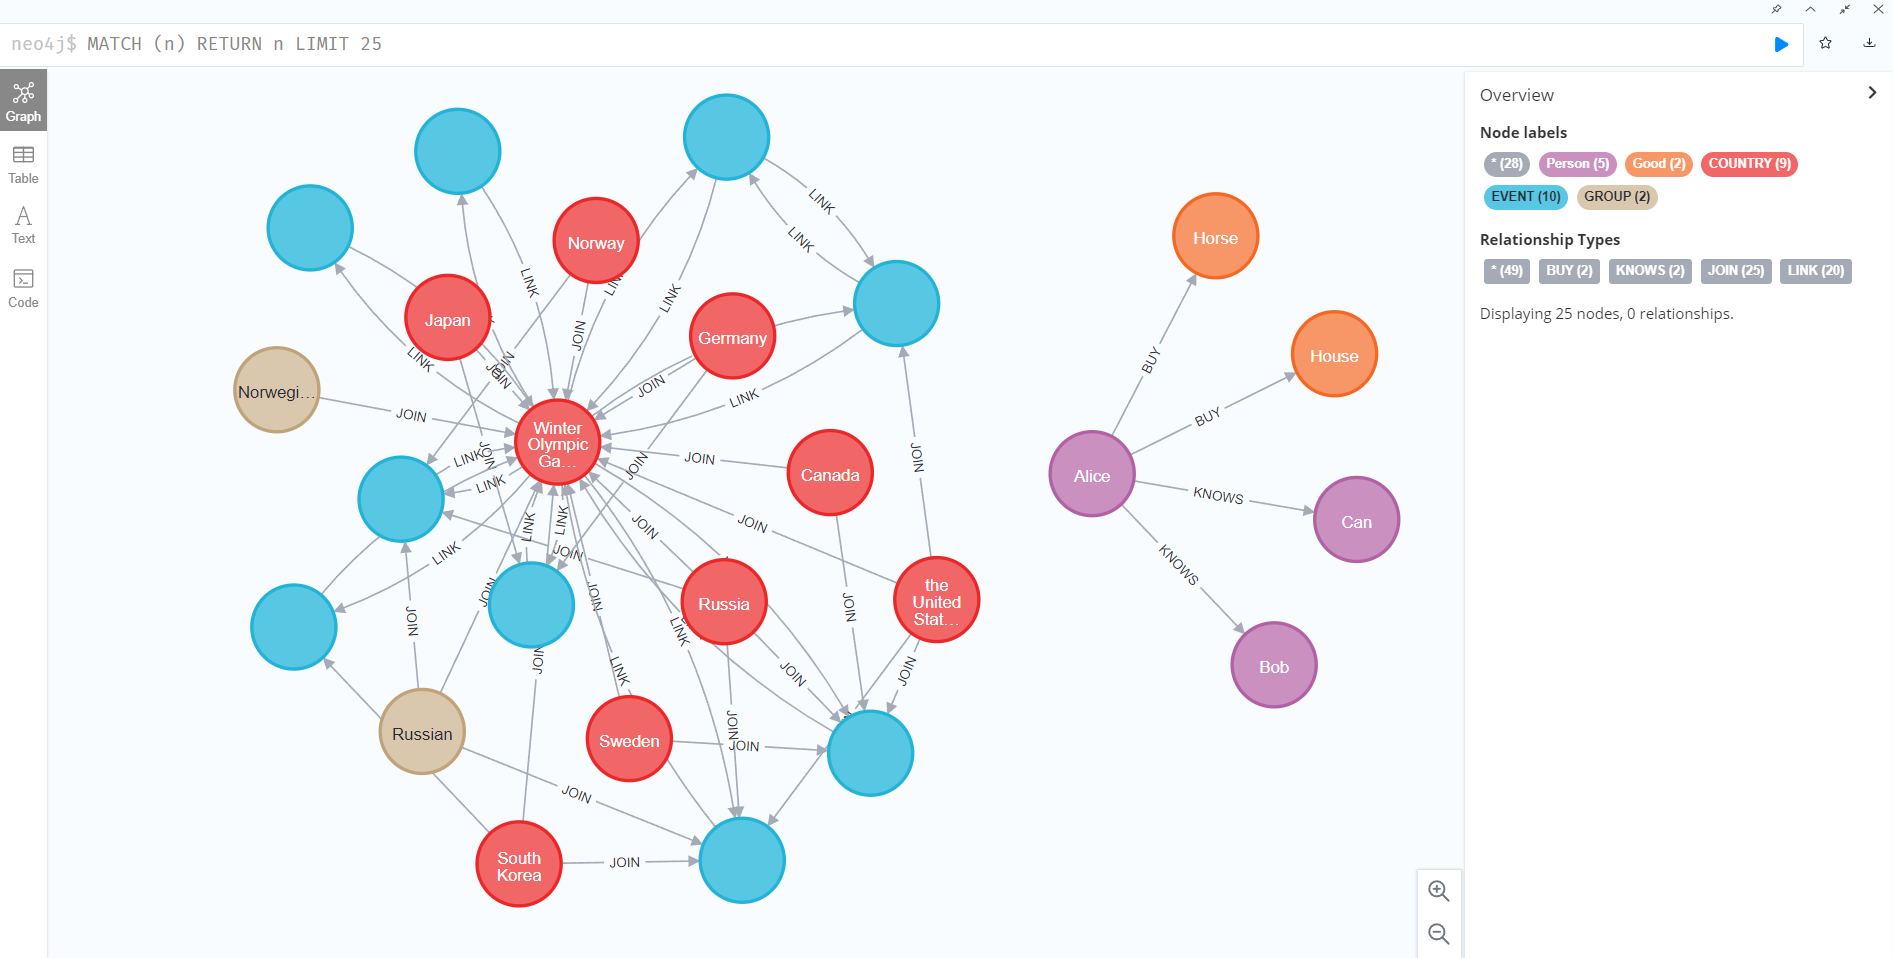 neo4j$ MATCH (n) RETURN n LIMIT 25
Graph
Table
Text
Code
Overview
Node labels
* (28) Person (5) Good (2) COUNTRY (9)
EVENT (10) GROUP (2)
Relationship Types
* (49) BUY (2) KNOWS (2) JOIN (25) LINK (20)
Displaying 25 nodes, 0 relationships.
LINK
LINK
Norway
Horse
LINK
LINK
LINK
Japan
JOIN
Germany
House
LINK
JOIN
JOIN
JOIN
BUY
Norwegi...
JOIN
LINK
BUY
Winter
Olympic
Ga...
LINK
JOIN
JOIN
JOIN
JOIN
Canada
Alice
LINK
KNOWS
LINK
LINK
JOIN
JOIN
Can
LINK
JOIN
KNOWS
JOIN
JOIN
JOIN
Russia
the
United
Stat...
JOIN
JOIN
LINK
JOIN
LINK
JOIN
JOIN
Bob
Russian
JOIN
Sweden
JOIN
JOIN
South
Korea
JOIN